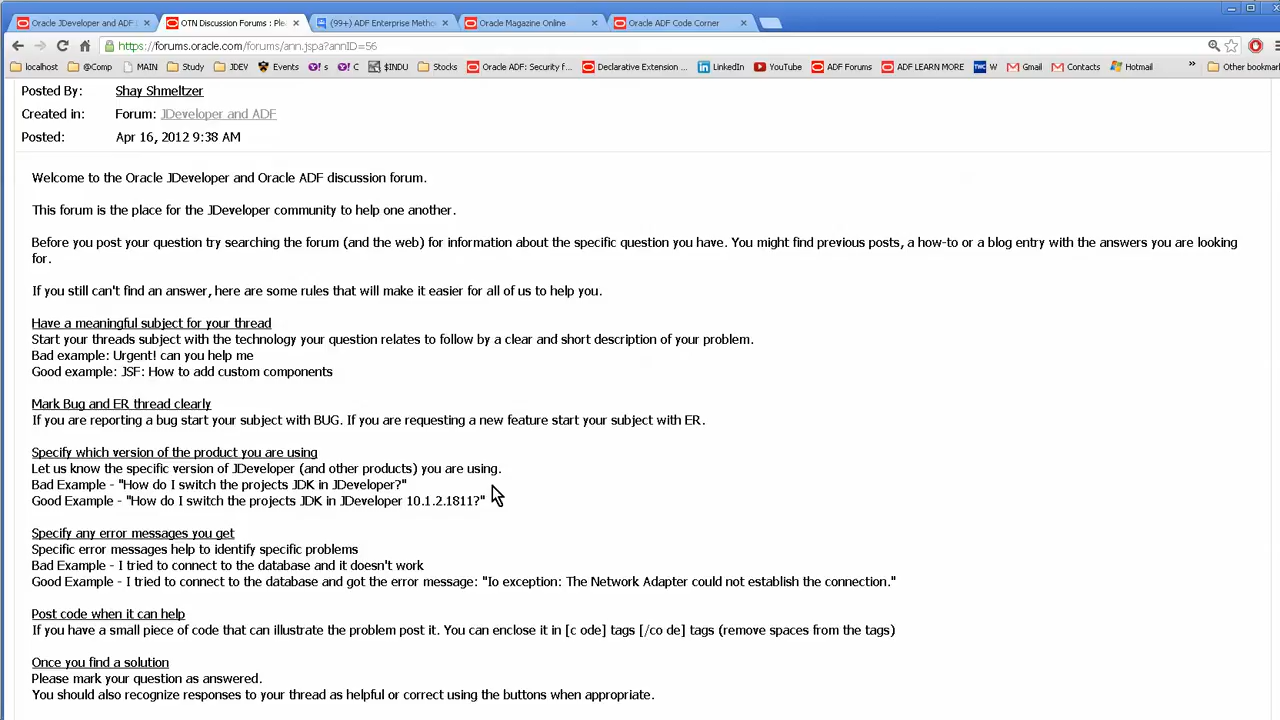 Oracle JDeveloper and ADF
OTN Discussion Forums : Ple
(99+) ADF Enterprise Metho
Oracle Magazine Online
Oracle ADF Code Corner
https://forums.oracle.com/forums/ann.jspa?annID=56
localhost @Comp MAIN Study JDEV Events Y! s Y! C $INDU Stocks Oracle ADF: Security f... Declarative Extension ... LinkedIn YouTube ADF Forums ADF LEARN MORE TWC W Gmail Contacts Hotmail » Other bookmar
Posted By: Shay Shmeltzer
Created in: Forum: JDeveloper and ADF
Posted: Apr 16, 2012 9:38 AM
Welcome to the Oracle JDeveloper and Oracle ADF discussion forum.
This forum is the place for the JDeveloper community to help one another.
Before you post your question try searching the forum (and the web) for information about the specific question you have. You might find previous posts, a how-to or a blog entry with the answers you are looking
for.
If you still can't find an answer, here are some rules that will make it easier for all of us to help you.
Have a meaningful subject for your thread
Start your threads subject with the technology your question relates to follow by a clear and short description of your problem.
Bad example: Urgent! can you help me
Good example: JSF: How to add custom components
Mark Bug and ER thread clearly
If you are reporting a bug start your subject with BUG. If you are requesting a new feature start your subject with ER.
Specify which version of the product you are using
Let us know the specific version of JDeveloper (and other products) you are using.
Bad Example - "How do I switch the projects JDK in JDeveloper?"
Good Example - "How do I switch the projects JDK in JDeveloper 10.1.2.1811?"
Specify any error messages you get
Specific error messages help to identify specific problems
Bad Example - I tried to connect to the database and it doesn't work
Good Example - I tried to connect to the database and got the error message: "Io exception: The Network Adapter could not establish the connection."
Post code when it can help
If you have a small piece of code that can illustrate the problem post it. You can enclose it in [c ode] tags [/co de] tags (remove spaces from the tags)
Once you find a solution
Please mark your question as answered.
You should also recognize responses to your thread as helpful or correct using the buttons when appropriate.